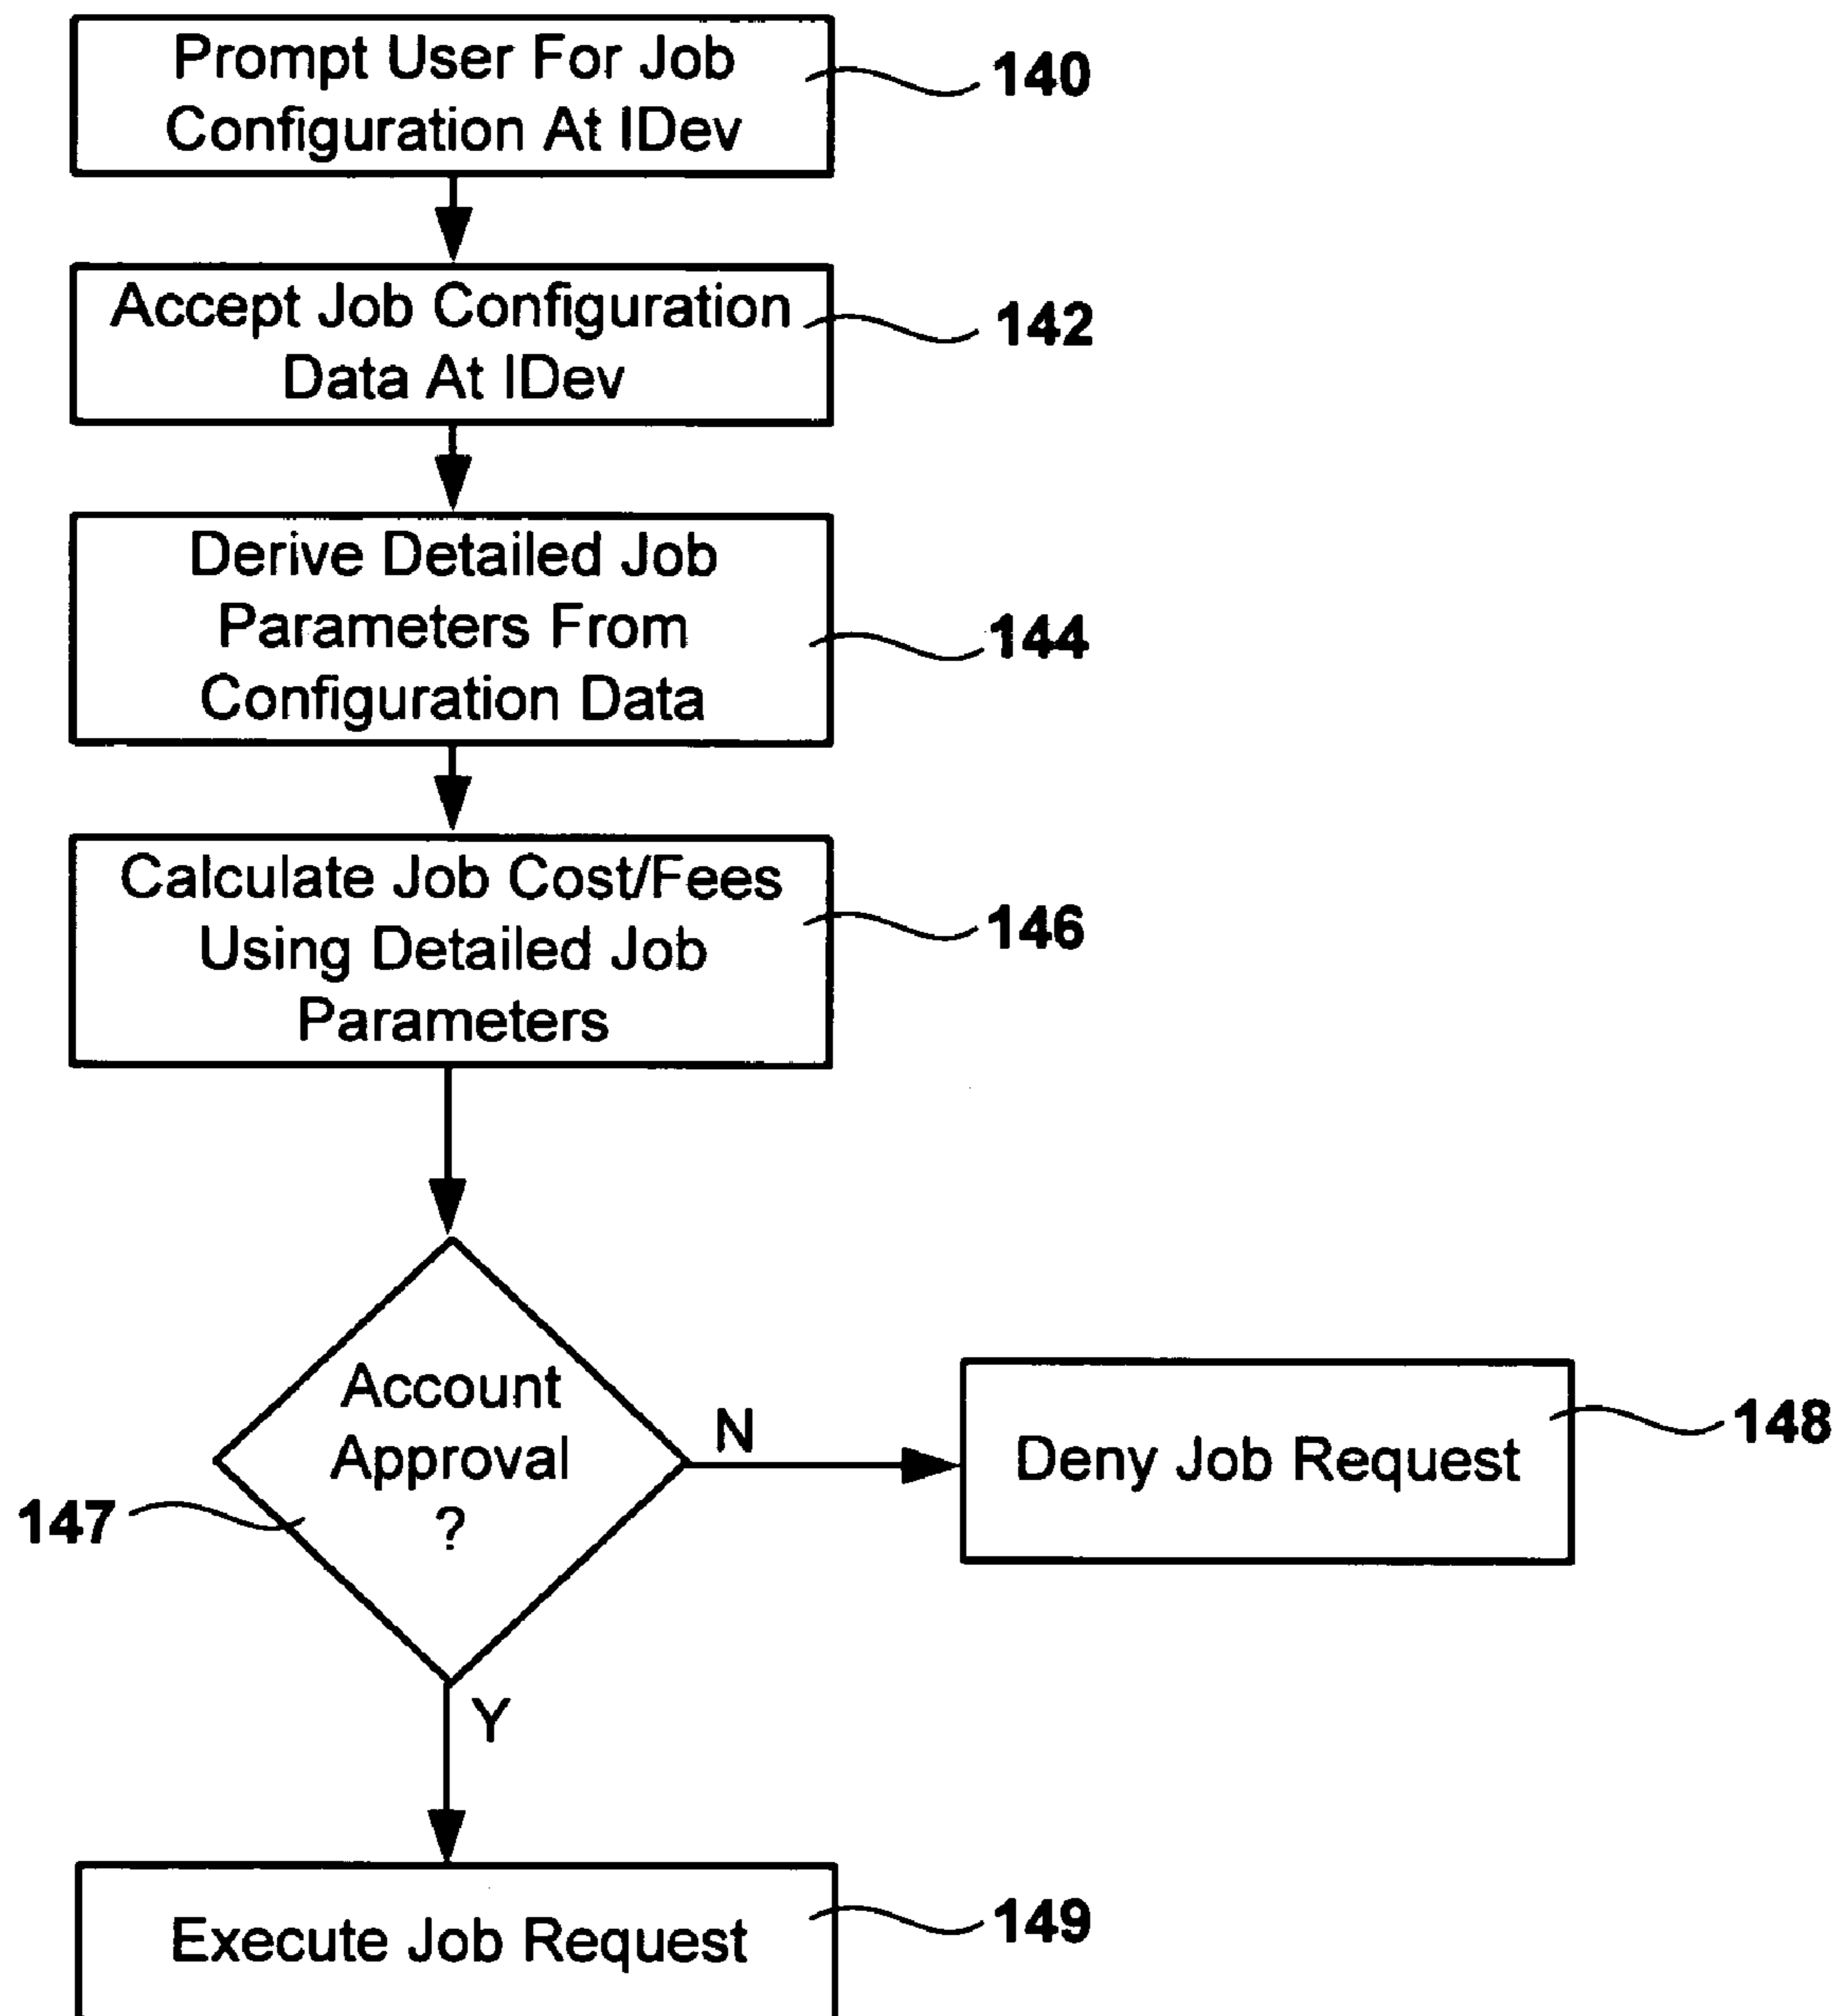 Prompt User For Job
Configuration At IDev
140
Accept Job Configuration
Data At IDev
142
Derive Detailed Job
Parameters From
Configuration Data
144
Calculate Job Cost/Fees
Using Detailed Job
Parameters
146
Account
Approval
?
147
N
Deny Job Request
148
Y
Execute Job Request
149